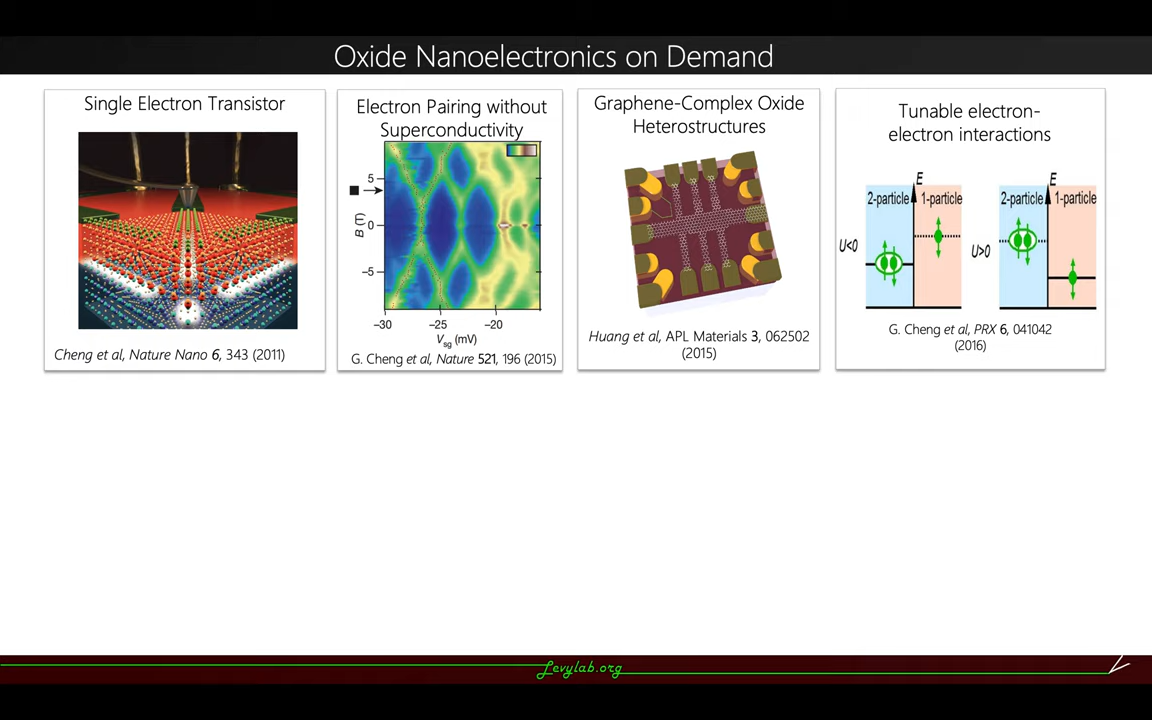 Oxide Nanoelectronics on Demand
Single Electron Transistor
Cheng et al, Nature Nano 6, 343 (2011)
Electron Pairing without
Superconductivity
5
0
−5
B (T)
−30
−25
−20
Vsg (mV)
G. Cheng et al, Nature 521, 196 (2015)
Graphene-Complex Oxide
Heterostructures
Huang et al, APL Materials 3, 062502
(2015)
Tunable electron-
electron interactions
E
2-particle
1-particle
U<0
E
2-particle
1-particle
U>0
G. Cheng et al, PRX 6, 041042
(2016)
Levylab.org